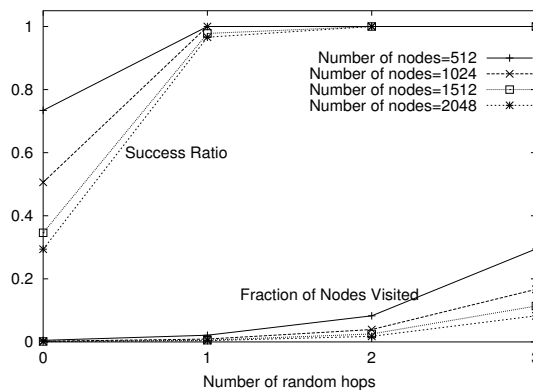 1
0.8
0.6
0.4
0.2
0
Number of nodes=512
Number of nodes=1024
Number of nodes=1512
Number of nodes=2048
Success Ratio
Fraction of Nodes Visited
0 1 2 3
Number of random hops